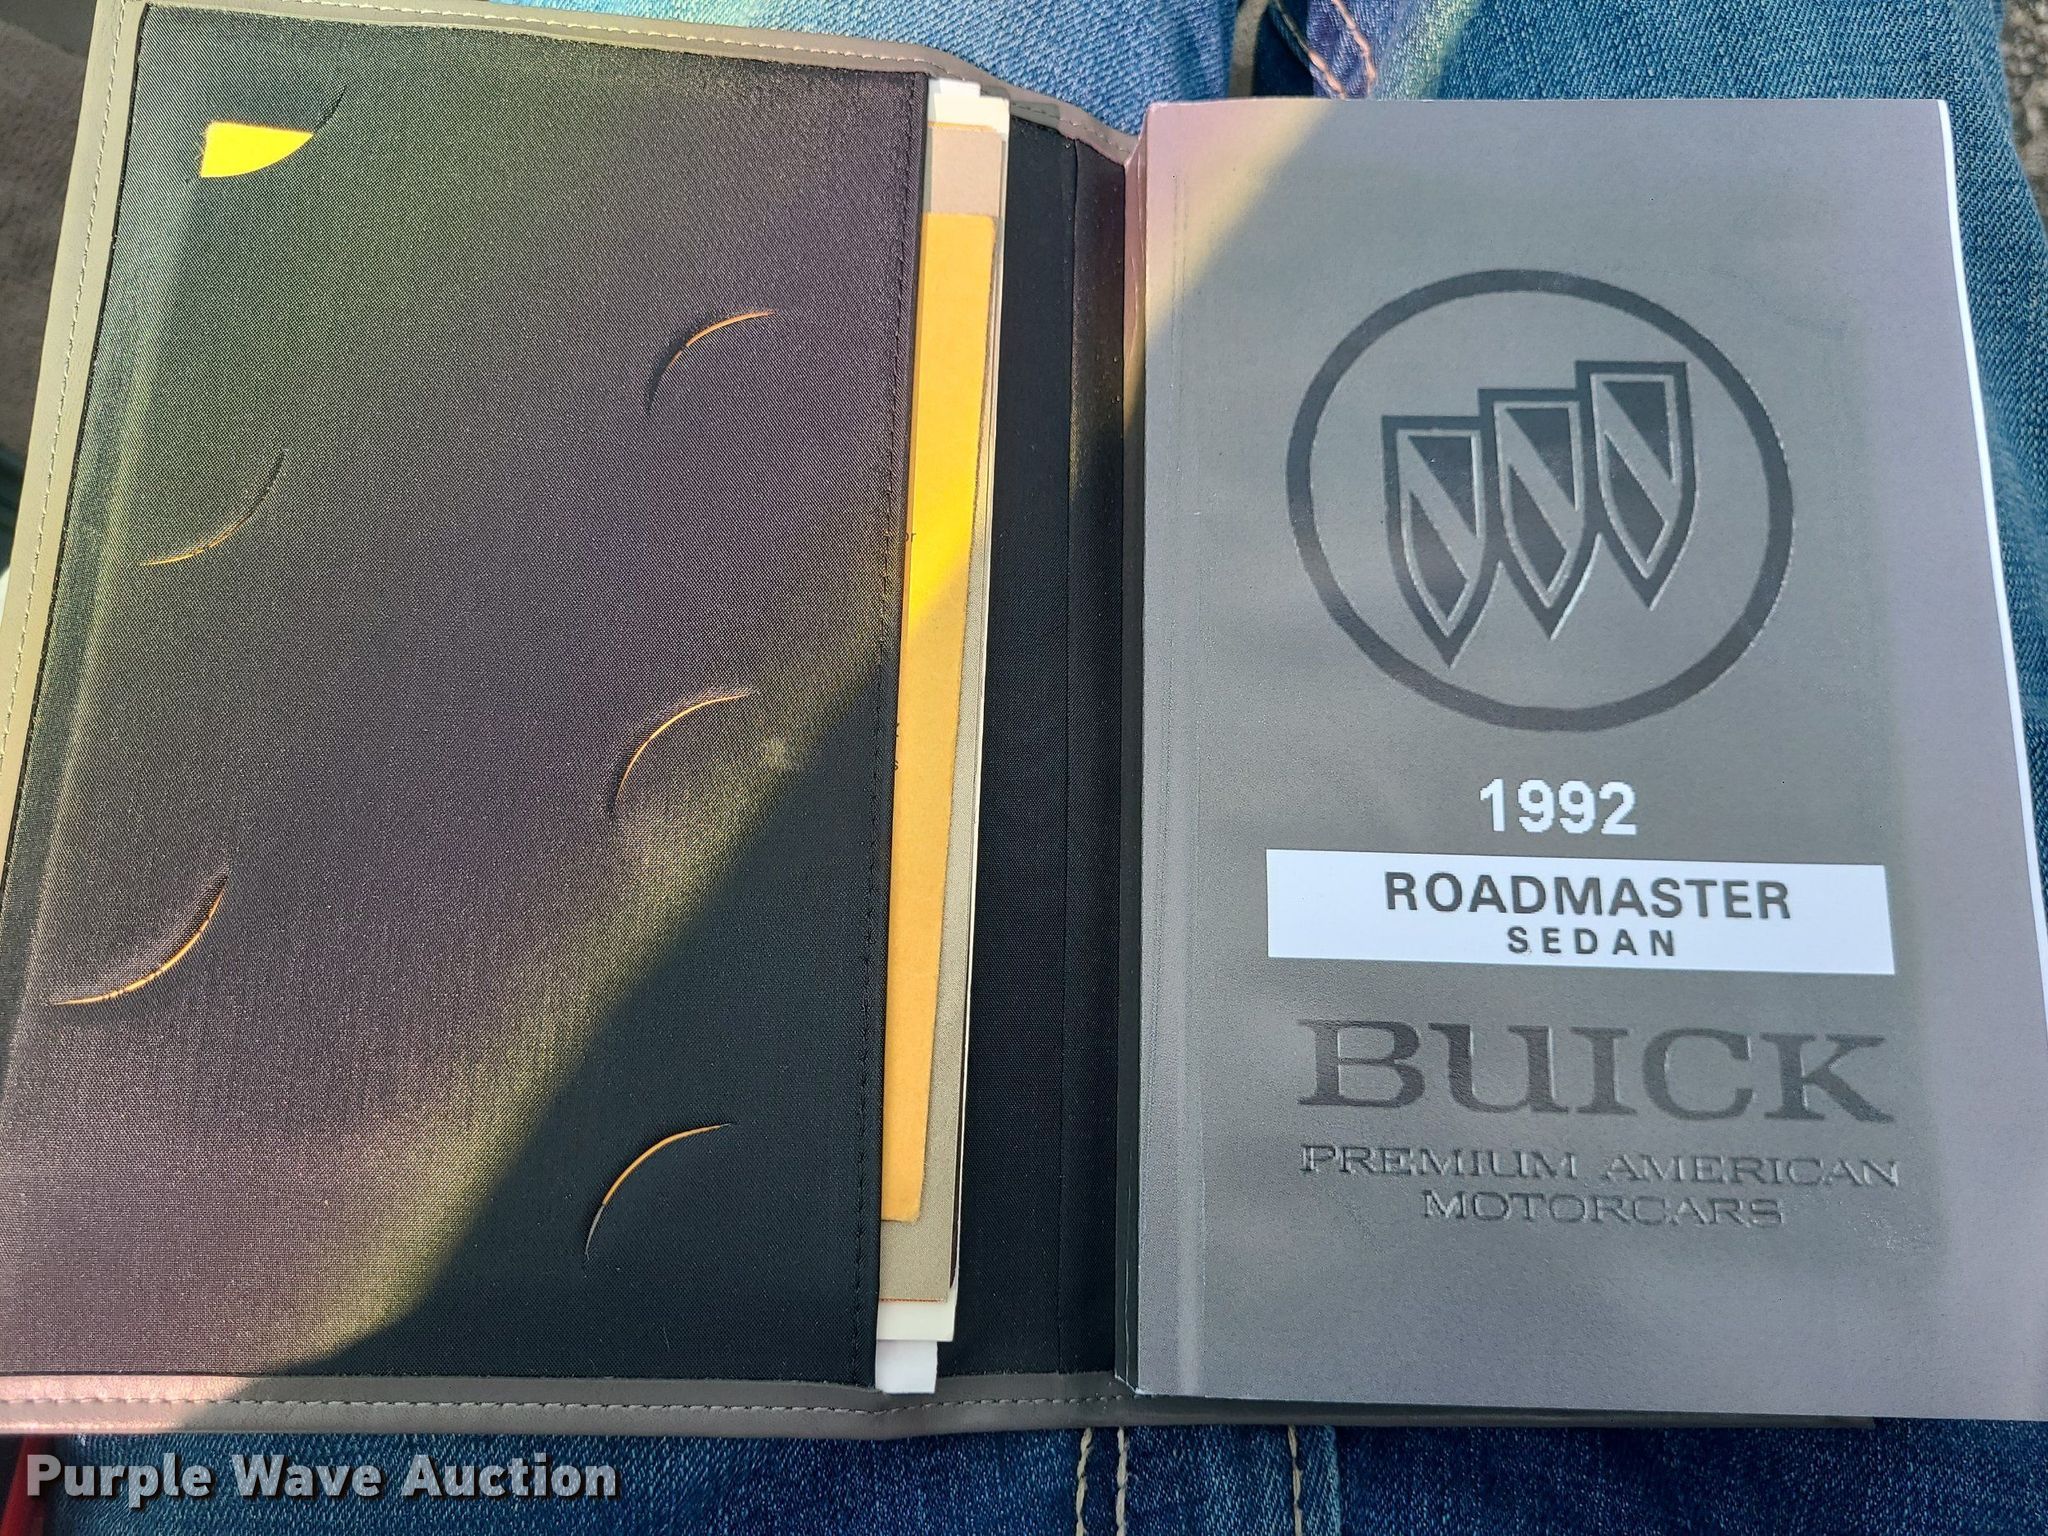 1992
ROADMASTER
SEDAN
BUICK
PREMIUM AMERICAN
MOTORCARS
Purple Wave Auction